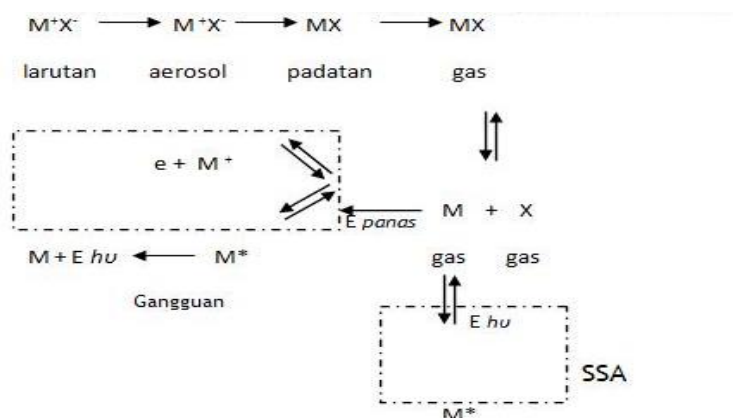 M⁺X⁻ → M⁺X⁻ → MX → MX
larutan aerosol padatan gas
e + M ⁺
E panas
M + X
M + E hυ ← M*
gas gas
Gangguan
E hυ
SSA
M*